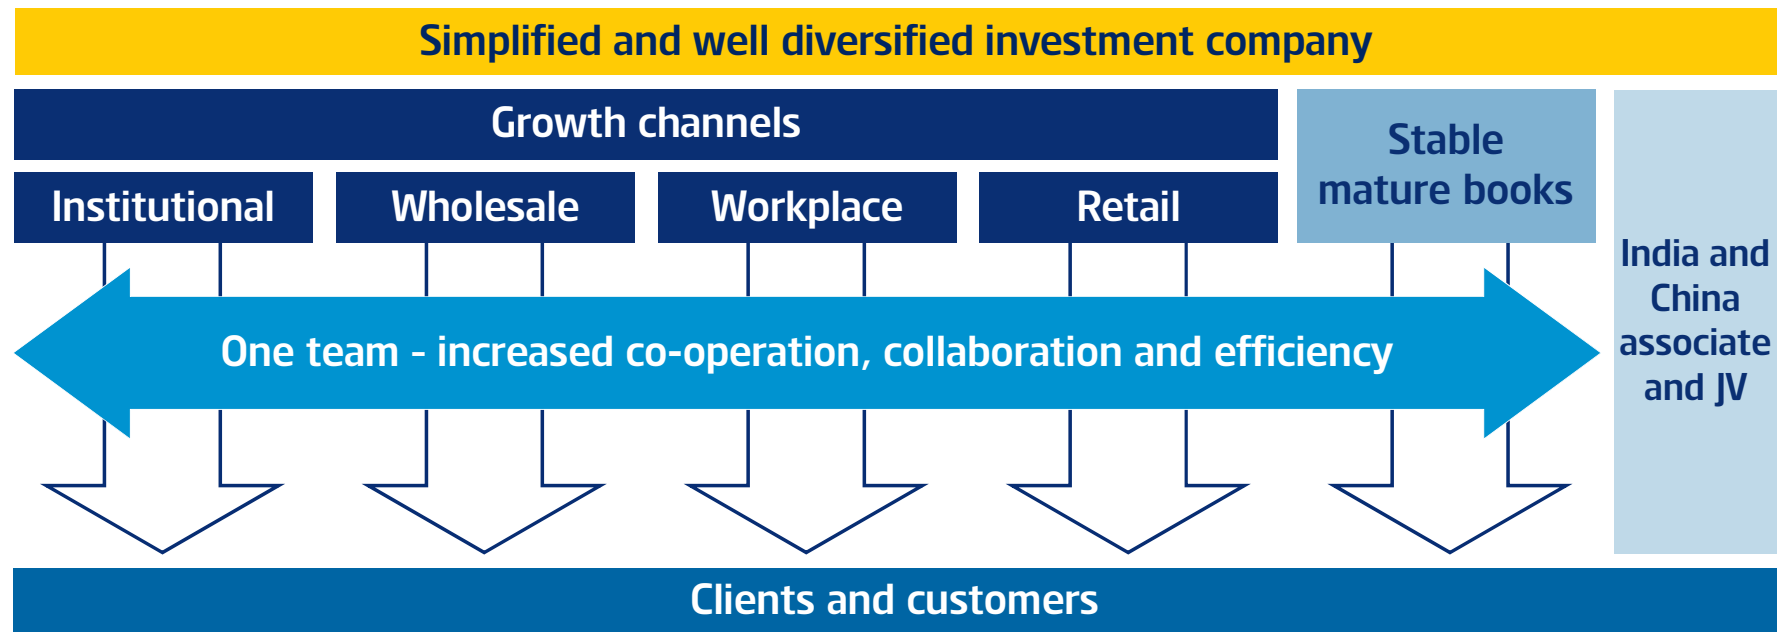 Simplified and well diversified investment company
Growth channels
Stable
mature books
Institutional
Wholesale
Workplace
Retail
India and
China
associate
and JV
One team - increased co-operation, collaboration and efficiency
Clients and customers